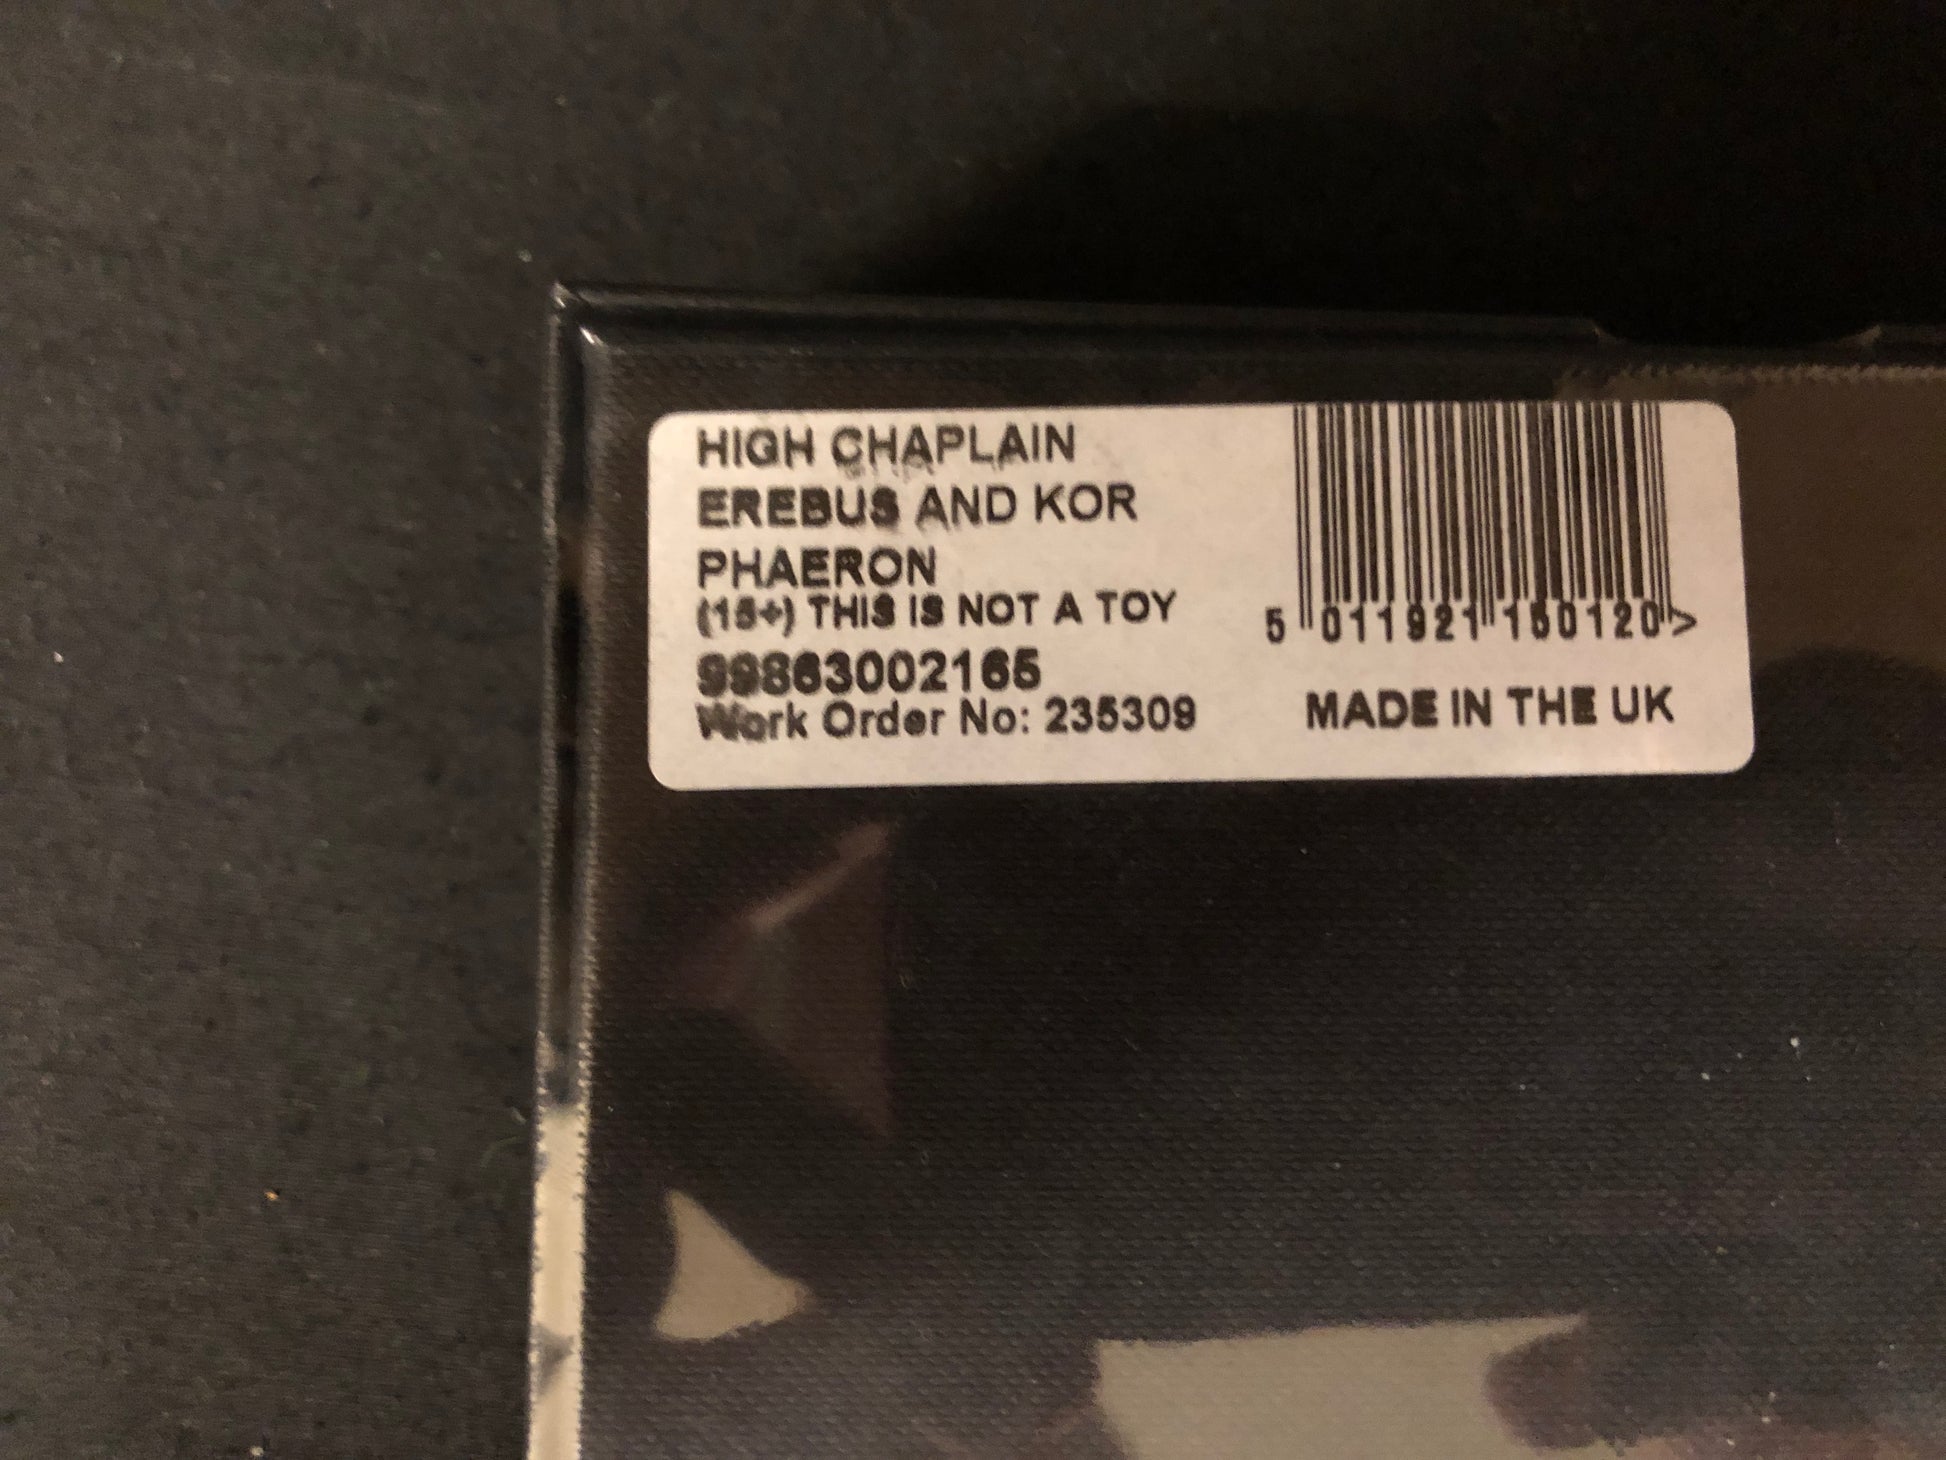 HIGH CHAPLAIN
EREBUS AND KOR
PHAERON
(15+) THIS IS NOT A TOY
99863002165
Work Order No: 235309
5 011921 150120 >
MADE IN THE UK